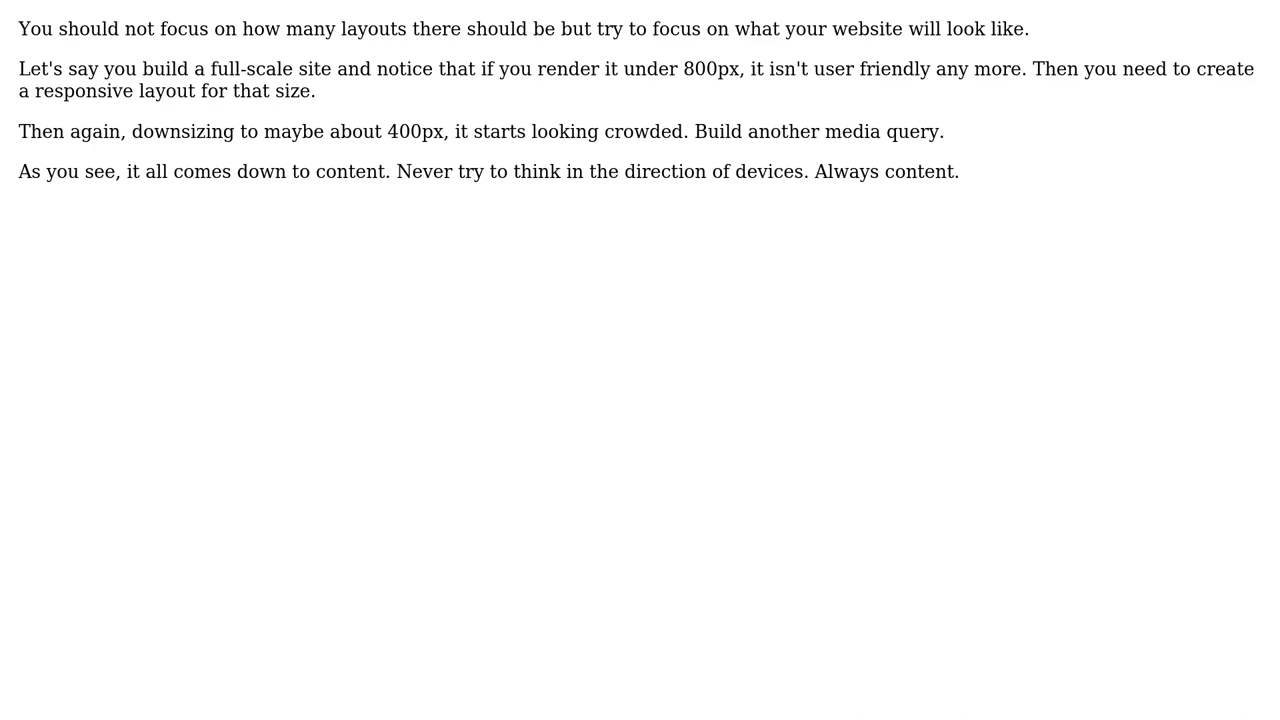 You should not focus on how many layouts there should be but try to focus on what your website will look like.
Let's say you build a full-scale site and notice that if you render it under 800px, it isn't user friendly any more. Then you need to create
a responsive layout for that size.
Then again, downsizing to maybe about 400px, it starts looking crowded. Build another media query.
As you see, it all comes down to content. Never try to think in the direction of devices. Always content.